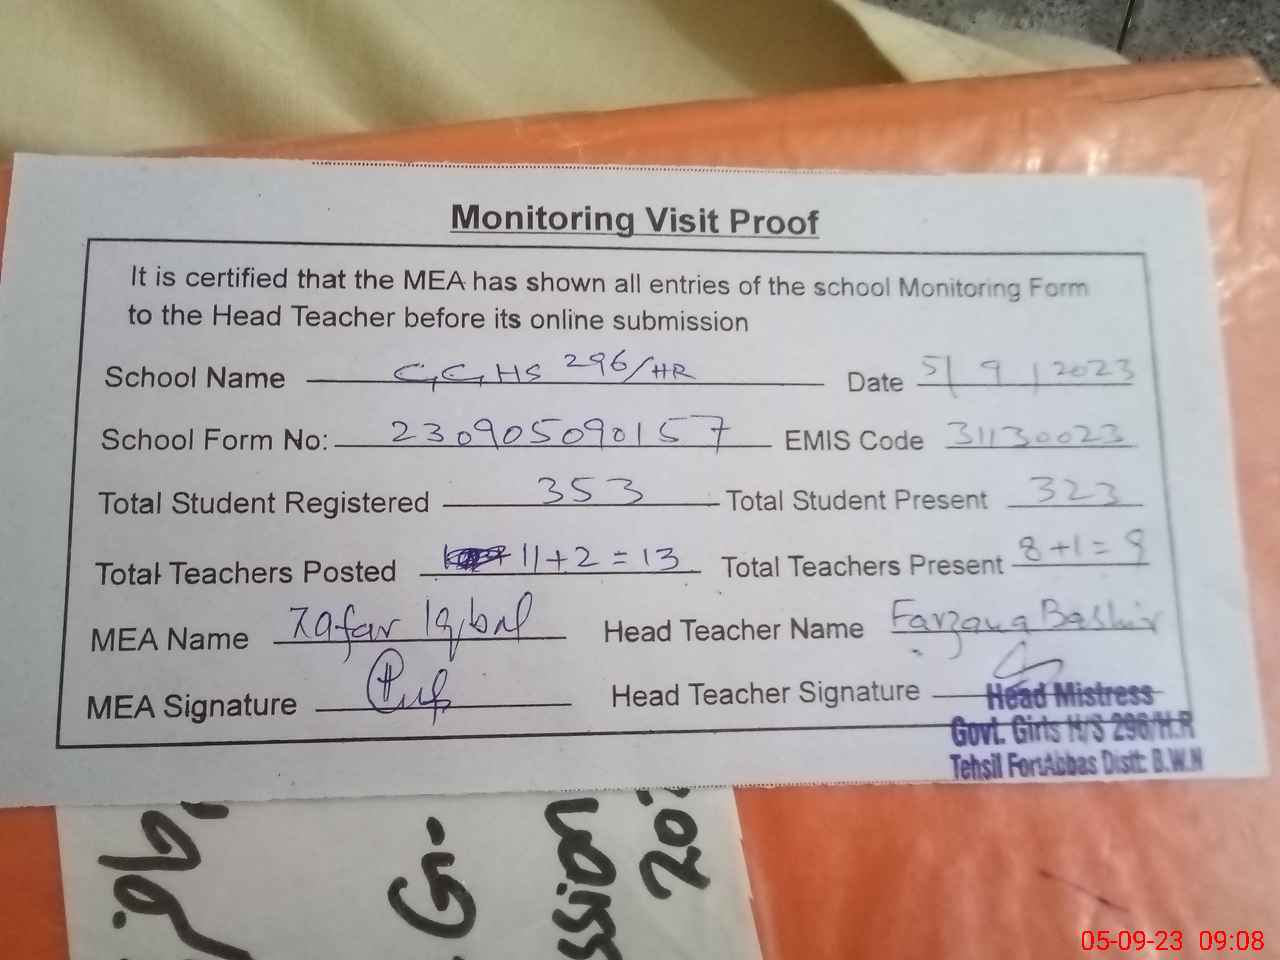 Monitoring Visit Proof
It is certified that the MEA has shown all entries of the school Monitoring Form
to the Head Teacher before its online submission
School Name GGHS 296/HR Date 5/9/2023
School Form No: 230905090157 EMIS Code 31130023
Total Student Registered 353 Total Student Present 323
Total Teachers Posted 11+2=13 Total Teachers Present 8+1=9
MEA Name Zafar Iqbal Head Teacher Name Farzana Bashir
MEA Signature Head Teacher Signature
Head Mistress
Govt. Girls H/S 296/H.R
Tehsil FortAbbas Distt: B.W.N
G-
ssion
202
05-09-23 09:08